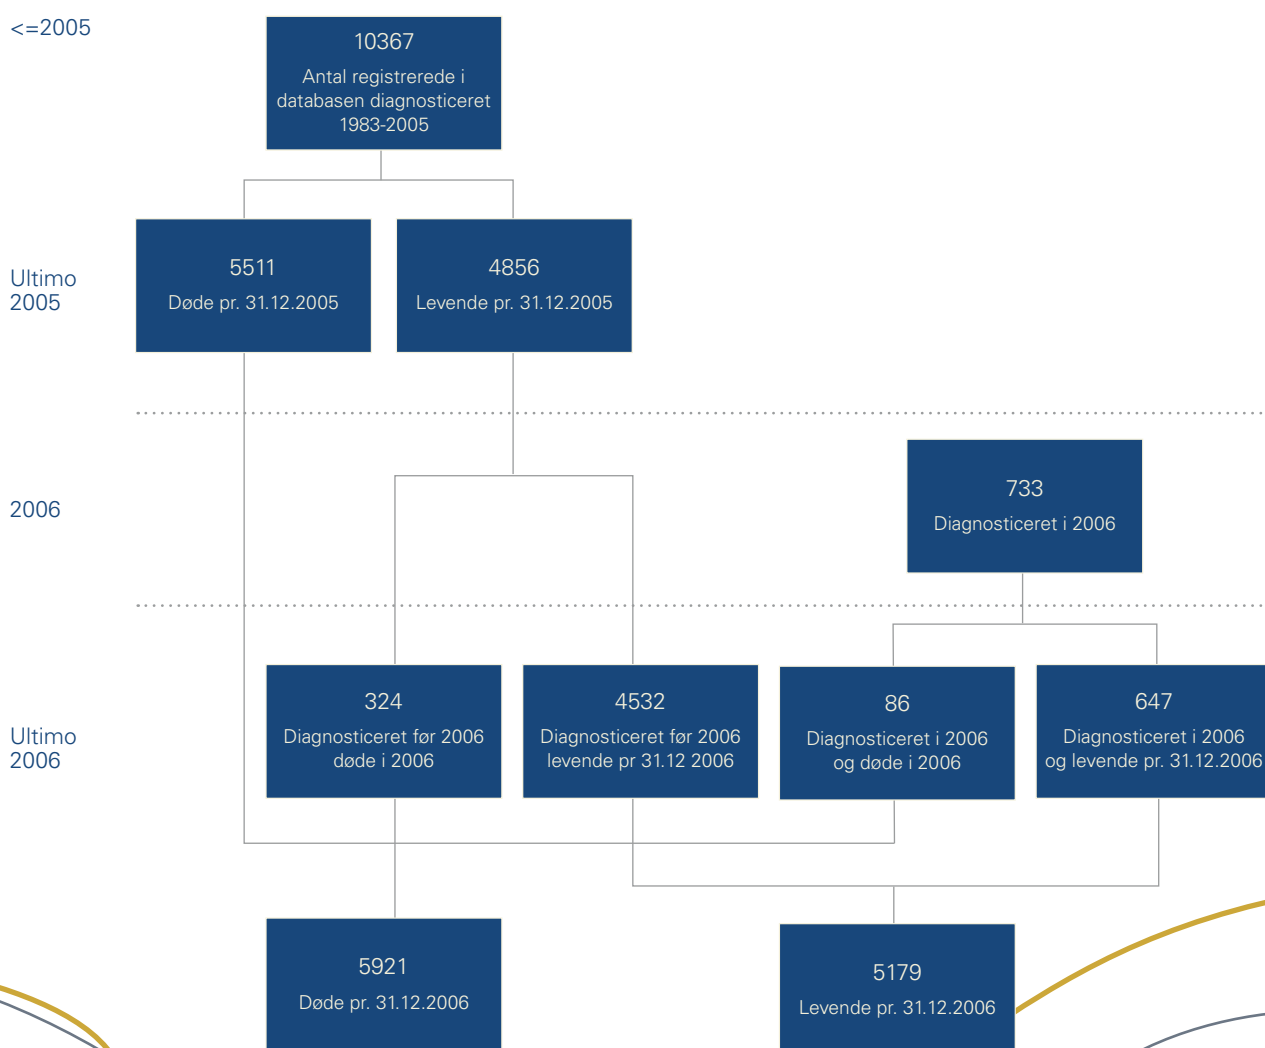 <=2005
10367
Antal registrerede i
databasen diagnosticeret
1983-2005
Ultimo
2005
5511
Døde pr. 31.12.2005
4856
Levende pr. 31.12.2005
2006
733
Diagnosticeret i 2006
Ultimo
2006
324
Diagnosticeret før 2006
døde i 2006
4532
Diagnosticeret før 2006
levende pr 31.12 2006
86
Diagnosticeret i 2006
og døde i 2006
647
Diagnosticeret i 2006
og levende pr. 31.12.2006
5921
Døde pr. 31.12.2006
5179
Levende pr. 31.12.2006